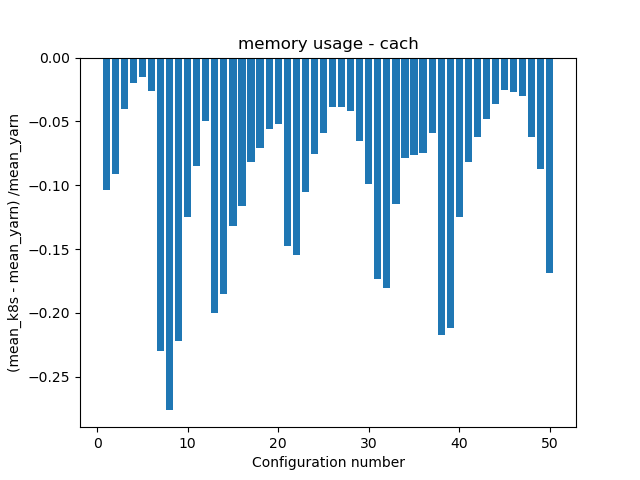 memory usage - cach
0.00
−0.05
−0.10
−0.15
−0.20
−0.25
(mean_k8s - mean_yarn) /mean_yarn
0 10 20 30 40 50
Configuration number